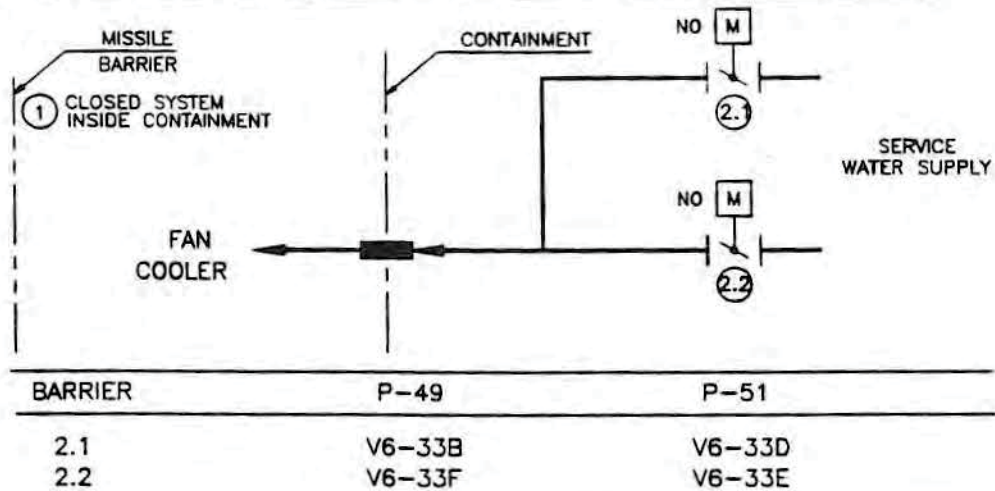 MISSILE
BARRIER
1 CLOSED SYSTEM
INSIDE CONTAINMENT
CONTAINMENT
NO M
2.1
SERVICE
WATER SUPPLY
NO M
2.2
FAN
COOLER
BARRIER P-49 P-51
2.1 V6-33B V6-33D
2.2 V6-33F V6-33E